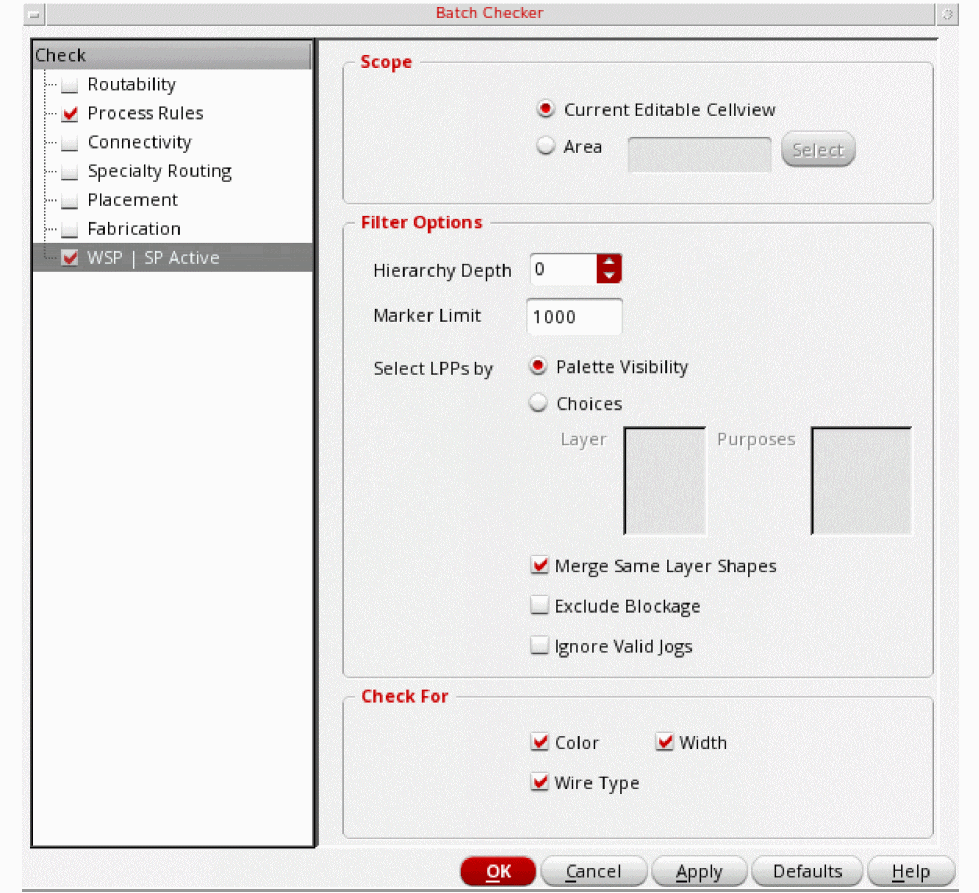 Batch Checker
Check
Routability
Process Rules
Connectivity
Specialty Routing
Placement
Fabrication
WSP | SP Active
Scope
Current Editable Cellview
Area
Select
Filter Options
Hierarchy Depth 0
Marker Limit 1000
Select LPPs by Palette Visibility
Choices
Layer Purposes
Merge Same Layer Shapes
Exclude Blockage
Ignore Valid Jogs
Check For
Color Width
Wire Type
OK Cancel Apply Defaults Help